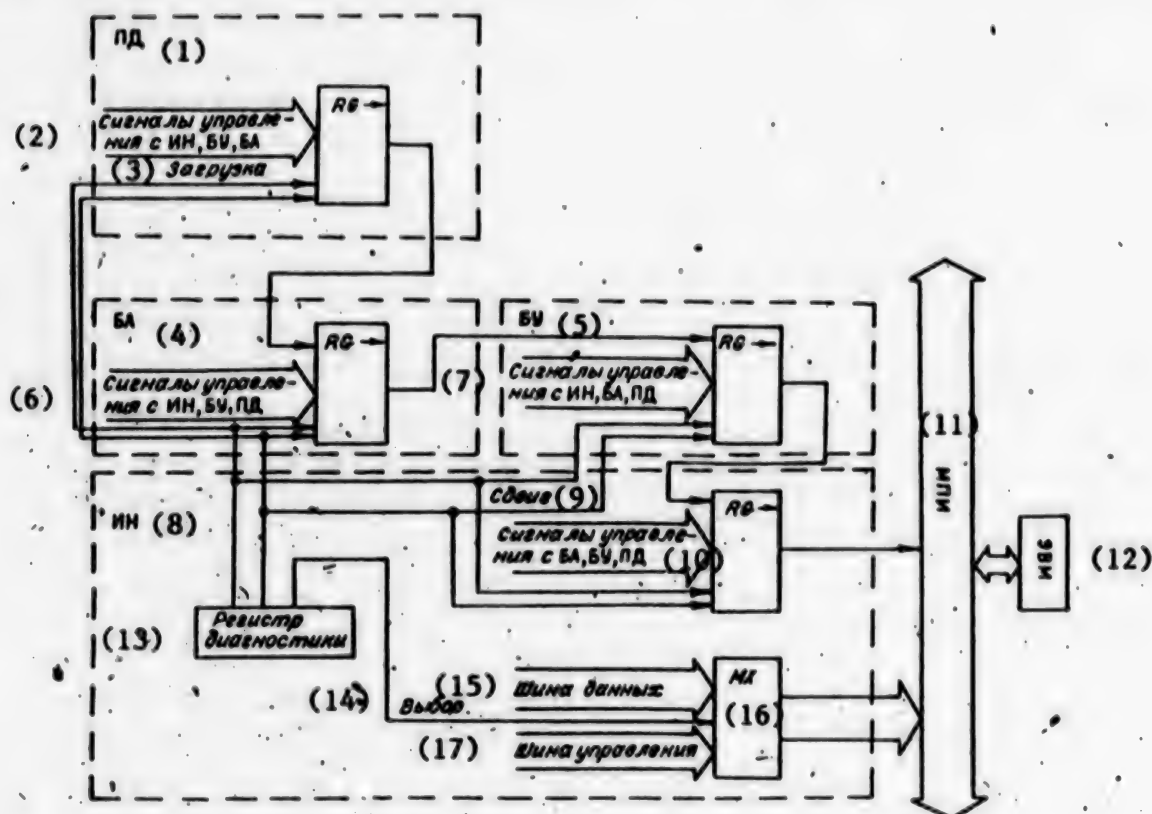 ПД (1)
RG
(2)
Сигналы управле-
ния с ИН, БУ, БА
(3) Загрузка
БА (4)
RG
(6)
Сигналы управле-
ния с ИН, БУ, ПД
БУ (5)
RG
(7)
Сигналы управле-
ния с ИН, БА, ПД
ИН (8)
Сдвиг (9)
RG
Сигналы управле-
ния с БА, БУ, ПД (10)
(11)
МПИ
ЭВМ
(12)
(13)
Регистр
диагностики
(14)
Выбор
(15) Шина данных
MX
(16)
(17)
Шина управления